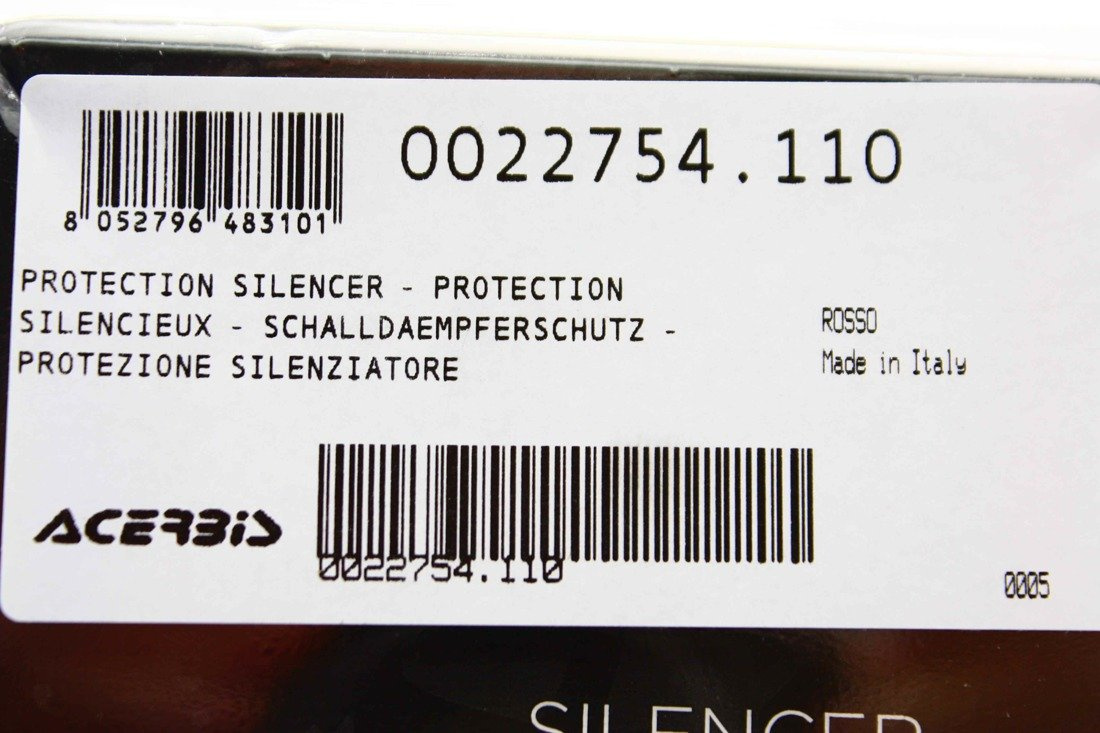 0022754.110
8 052796 483101
PROTECTION SILENCER - PROTECTION
SILENCIEUX - SCHALLDAEMPFERSCHUTZ -
PROTEZIONE SILENZIATORE
ROSSO
Made in Italy
ACERBiS
0022754.110
0005
SILENCER